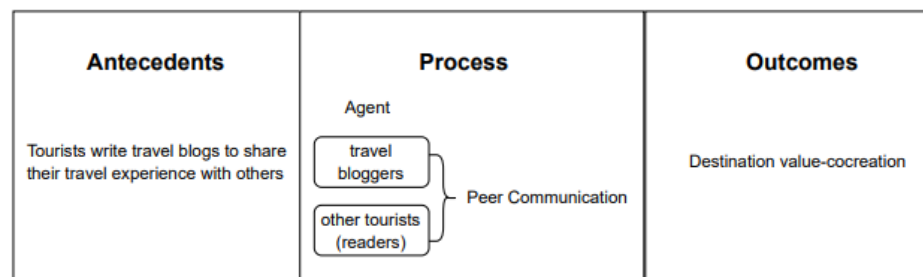 Antecedents
Tourists write travel blogs to share
their travel experience with others
Process
Agent
travel
bloggers
other tourists
(readers)
Peer Communication
Outcomes
Destination value-cocreation